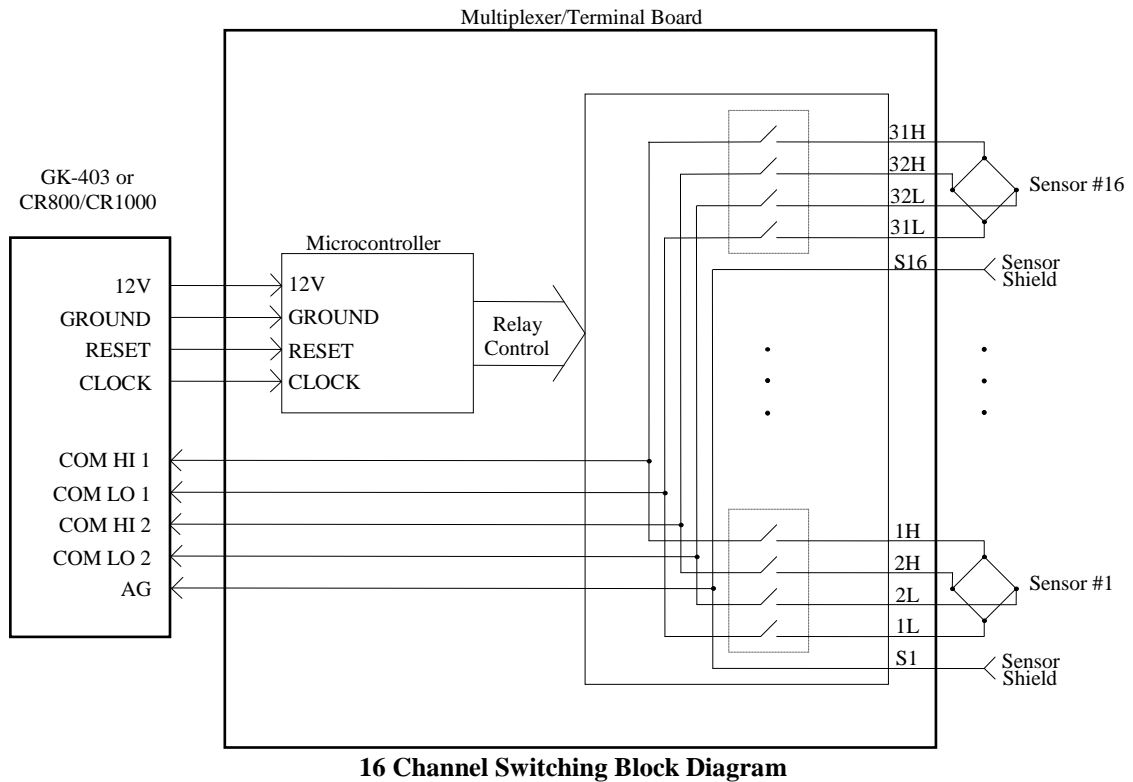 Multiplexer/Terminal Board
GK-403 or
CR800/CR1000
12V
GROUND
RESET
CLOCK
COM HI 1
COM LO 1
COM HI 2
COM LO 2
AG
Microcontroller
12V
GROUND
RESET
CLOCK
Relay
Control
31H
32H
32L
31L
S16
Sensor #16
Sensor
Shield
1H
2H
2L
1L
S1
Sensor #1
Sensor
Shield
16 Channel Switching Block Diagram